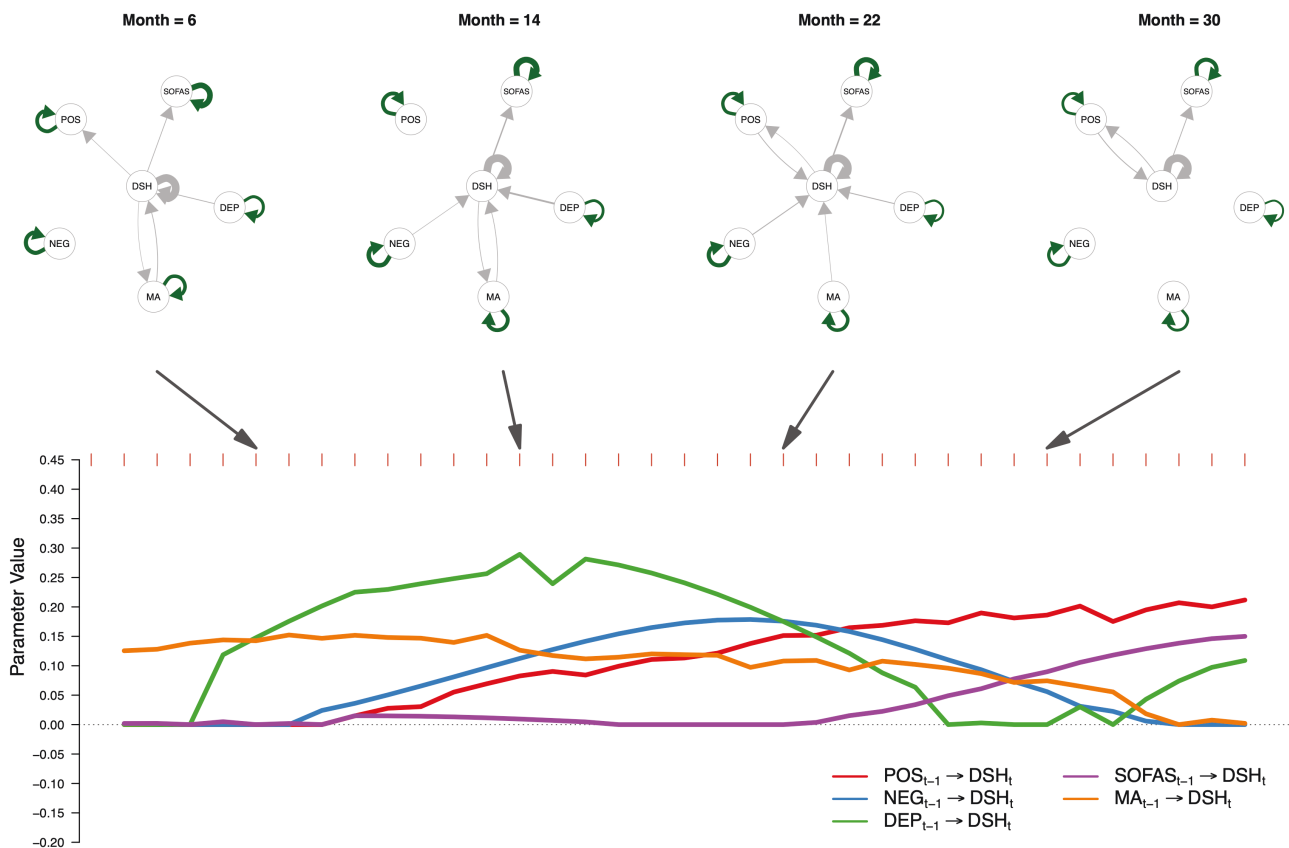 Month = 6
Month = 14
Month = 22
Month = 30
SOFAS
POS
DSH
DEP
NEG
MA
SOFAS
POS
DSH
DEP
NEG
MA
SOFAS
POS
DSH
DEP
NEG
MA
SOFAS
POS
DSH
DEP
NEG
MA
Parameter Value
0.45
0.40
0.35
0.30
0.25
0.20
0.15
0.10
0.05
0.00
−0.05
−0.10
−0.15
−0.20
POSt−1 → DSHt
NEGt−1 → DSHt
DEPt−1 → DSHt
SOFASt−1 → DSHt
MAt−1 → DSHt